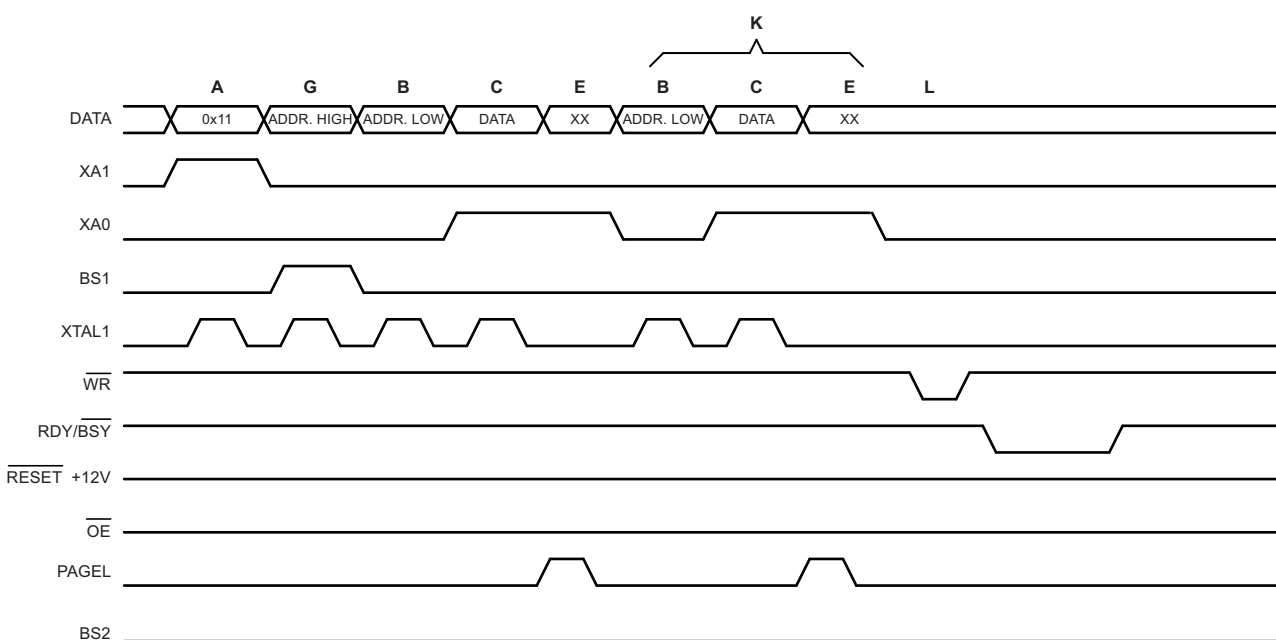 K
A G B C E B C E L
DATA 0x11 ADDR. HIGH ADDR. LOW DATA XX ADDR. LOW DATA XX
XA1
XA0
BS1
XTAL1
WR
RDY/BSY
RESET +12V
OE
PAGEL
BS2